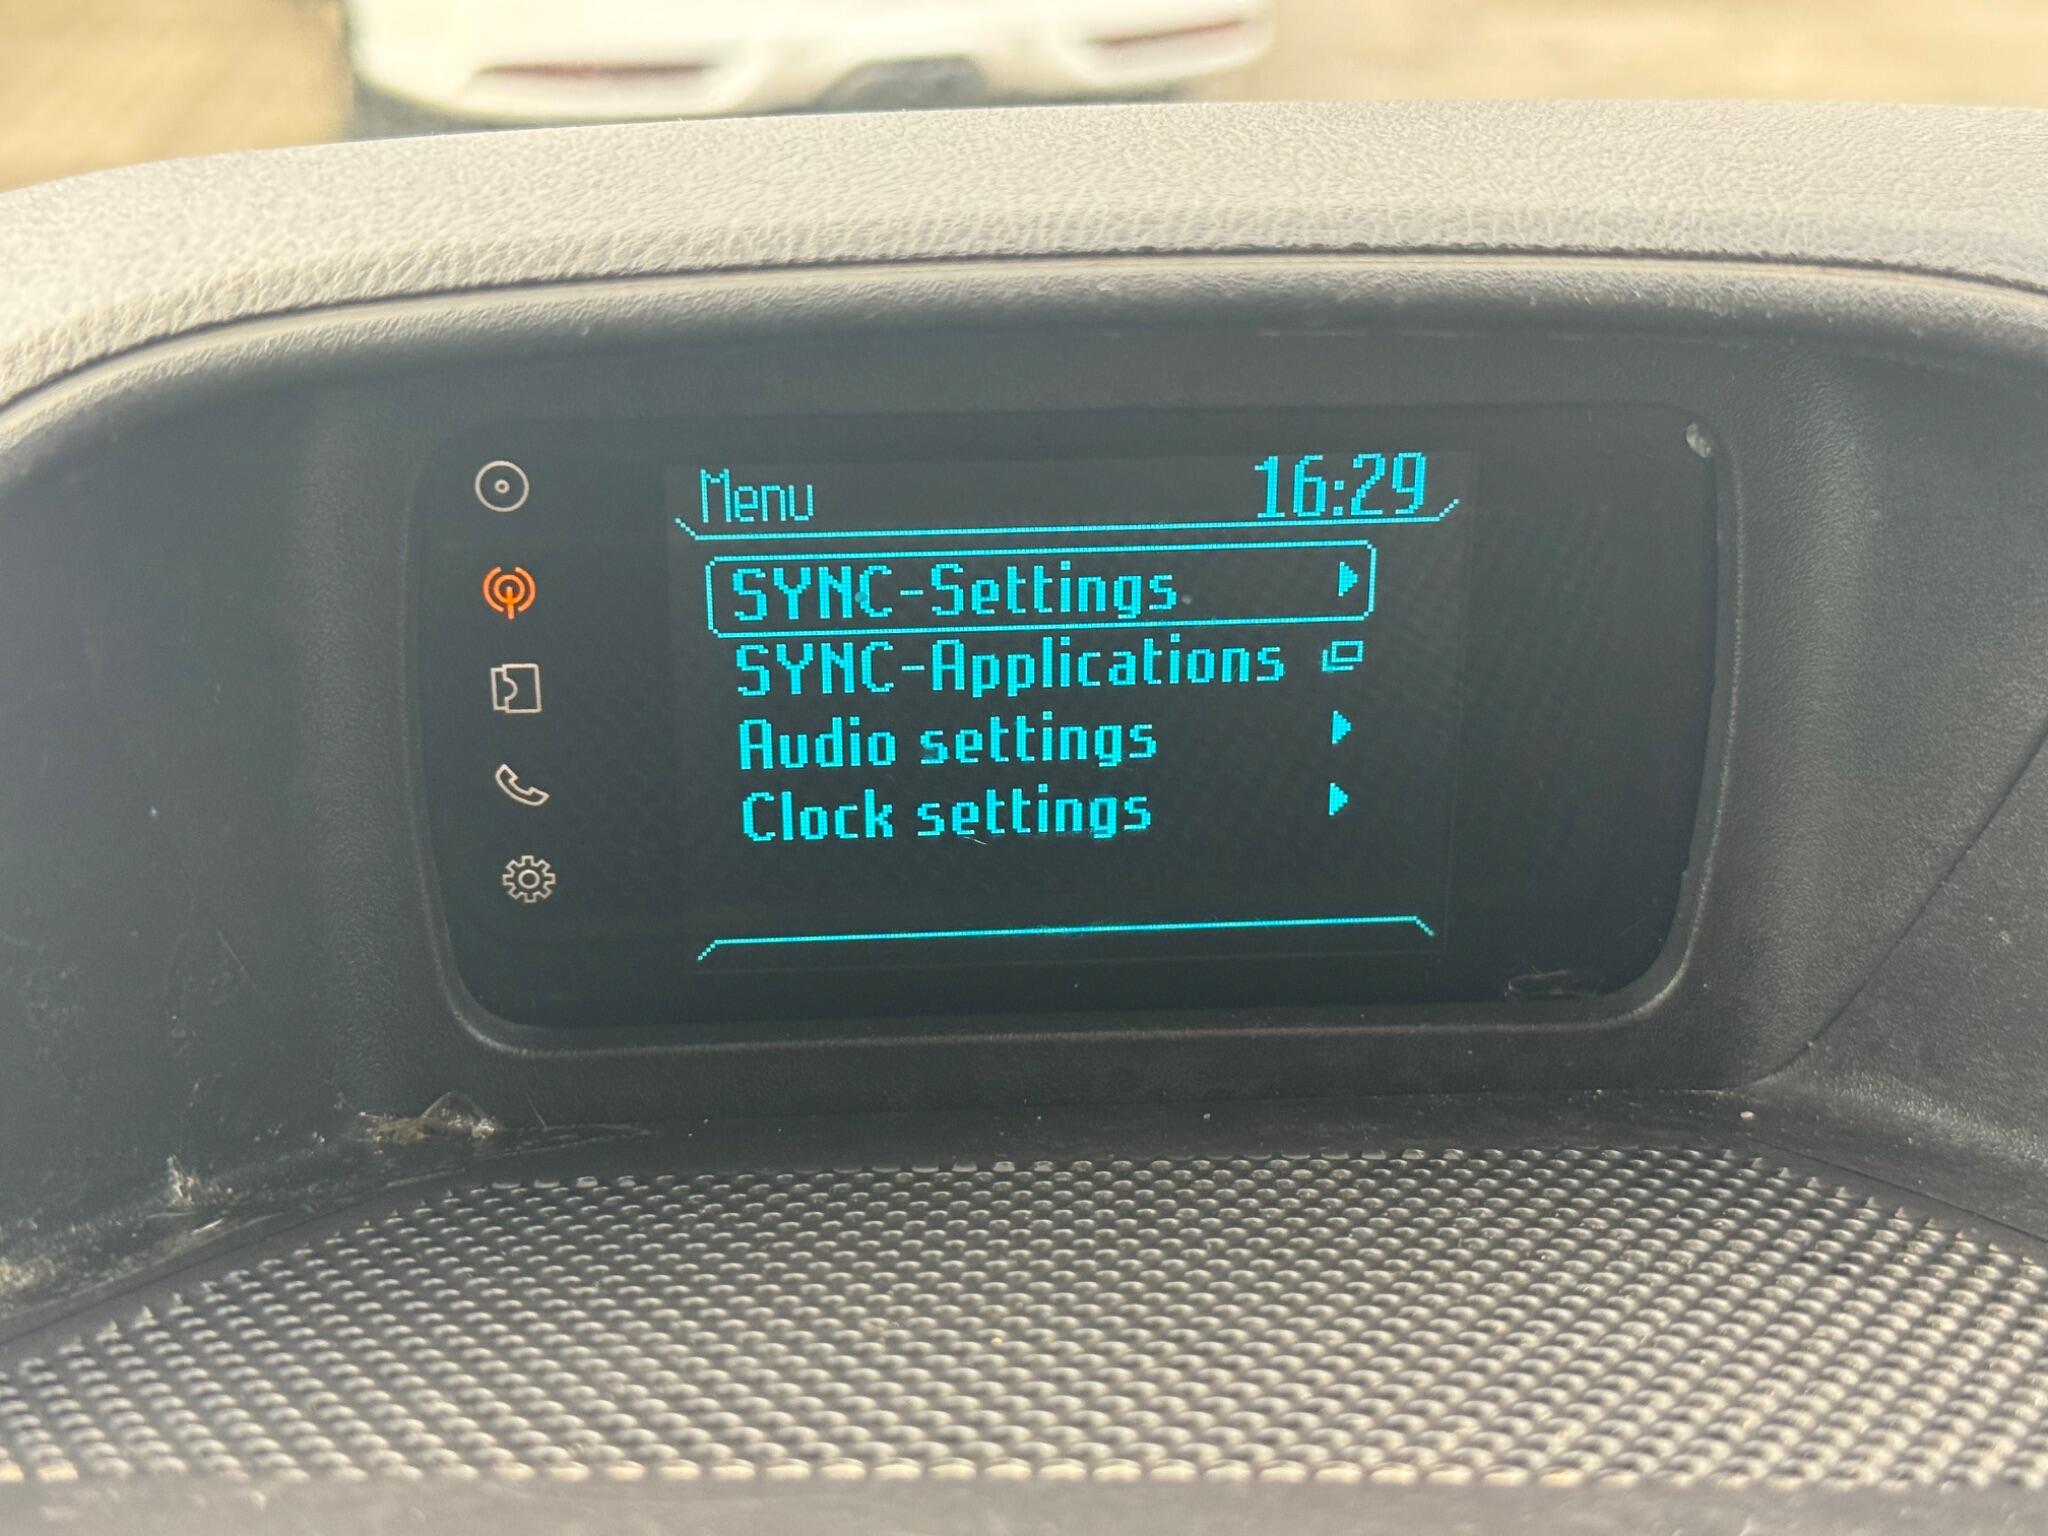 Menu 16:29
SYNC-Settings
SYNC-Applications
Audio settings
Clock settings